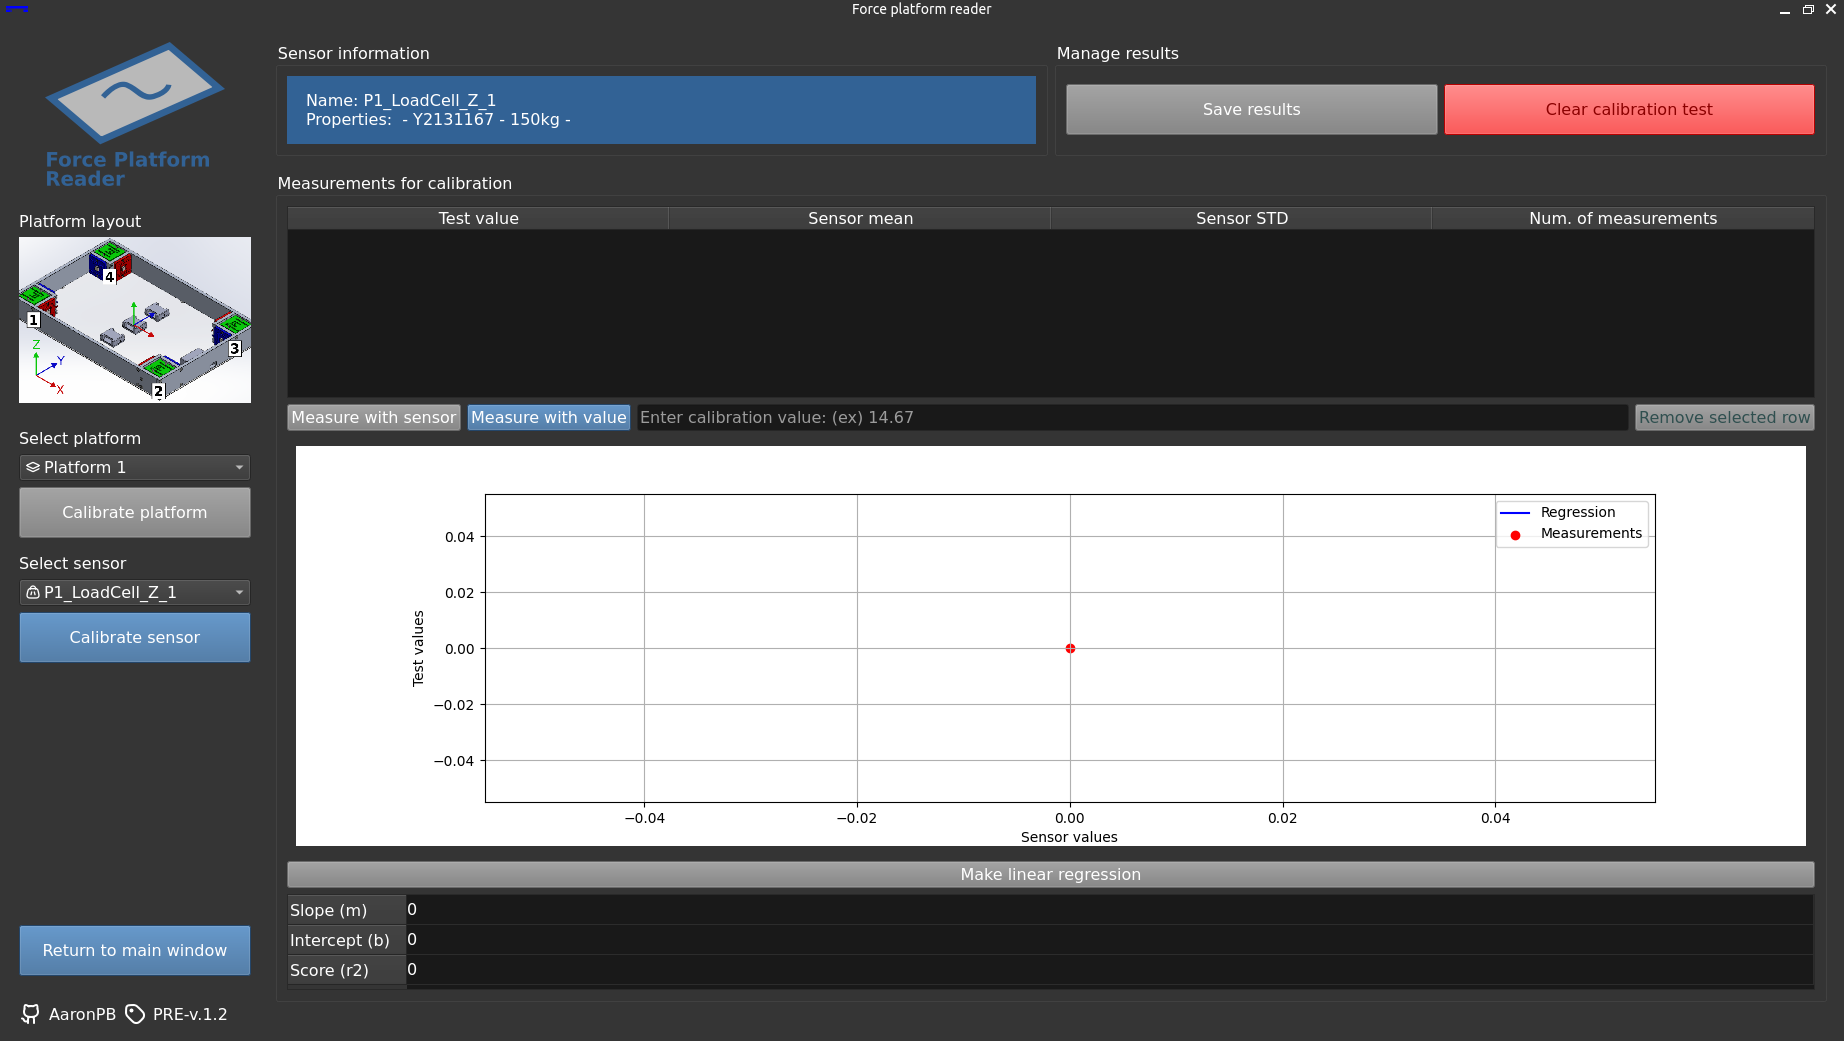 Force platform reader
Force Platform
Reader
Platform layout
4
1
3
2
Z
Y
X
Select platform
Platform 1
Calibrate platform
Select sensor
P1_LoadCell_Z_1
Calibrate sensor
Return to main window
AaronPB
PRE-v.1.2
Sensor information
Name: P1_LoadCell_Z_1
Properties:  - Y2131167 - 150kg -
Manage results
Save results
Clear calibration test
Measurements for calibration
Test value
Sensor mean
Sensor STD
Num. of measurements
Measure with sensor
Measure with value
Enter calibration value: (ex) 14.67
Remove selected row
Regression
Measurements
0.04
0.02
0.00
−0.02
−0.04
Test values
−0.04
−0.02
0.00
0.02
0.04
Sensor values
Make linear regression
Slope (m) 0
Intercept (b) 0
Score (r2) 0